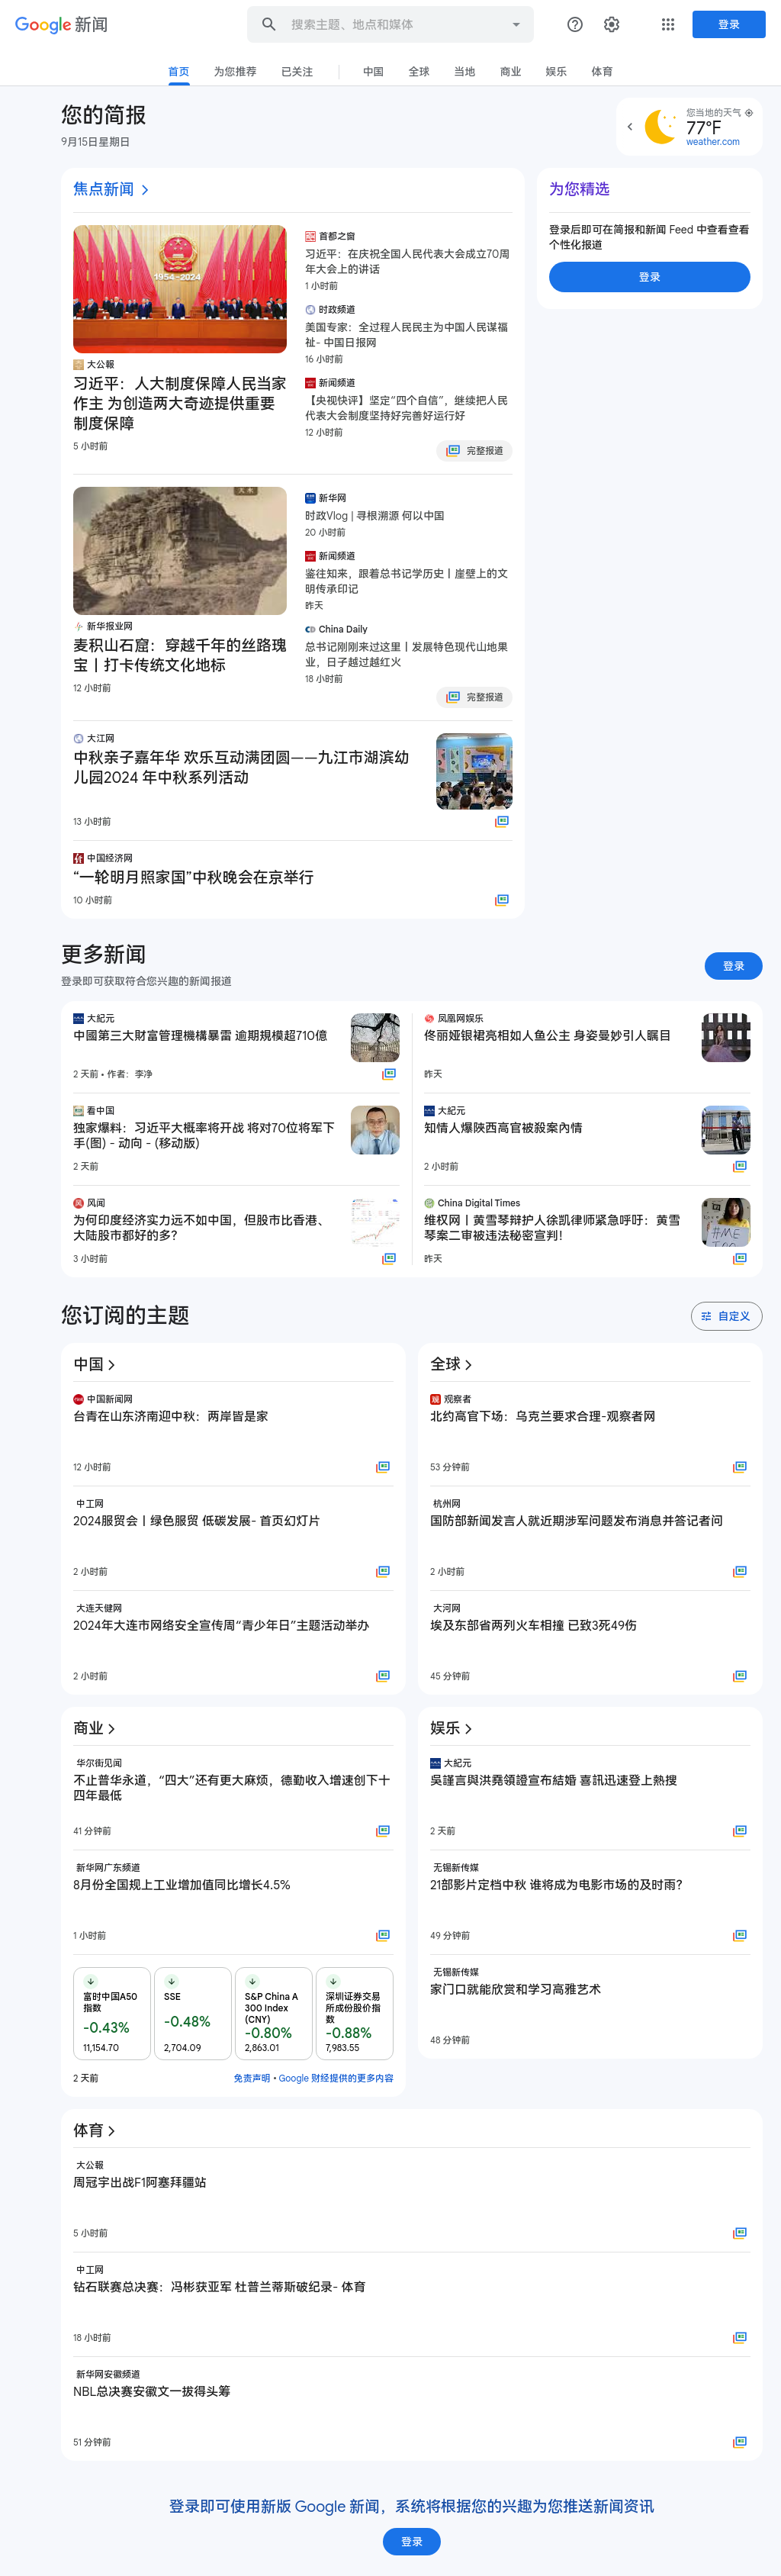 Google 新闻
搜索主题、地点和媒体
登录
首页
为您推荐
已关注
中国
全球
当地
商业
娱乐
体育
您的简报
9月15日星期日
您当地的天气
77°F
weather.com
焦点新闻
1954-2024
大公報
习近平：人大制度保障人民当家
作主 为创造两大奇迹提供重要
制度保障
5 小时前
首都之窗
习近平：在庆祝全国人民代表大会成立70周
年大会上的讲话
1 小时前
时政频道
美国专家：全过程人民民主为中国人民谋福
祉- 中国日报网
16 小时前
新闻频道
【央视快评】坚定“四个自信”，继续把人民
代表大会制度坚持好完善好运行好
12 小时前
完整报道
新华报业网
麦积山石窟：穿越千年的丝路瑰
宝丨打卡传统文化地标
12 小时前
新华网
时政Vlog | 寻根溯源 何以中国
20 小时前
新闻频道
鉴往知来，跟着总书记学历史丨崖壁上的文
明传承印记
昨天
China Daily
总书记刚刚来过这里丨发展特色现代山地果
业，日子越过越红火
18 小时前
完整报道
大江网
中秋亲子嘉年华 欢乐互动满团圆——九江市湖滨幼
儿园2024 年中秋系列活动
13 小时前
中国经济网
“一轮明月照家国”中秋晚会在京举行
10 小时前
为您精选
登录后即可在简报和新闻 Feed 中查看查看
个性化报道
登录
更多新闻
登录即可获取符合您兴趣的新闻报道
登录
大紀元
中國第三大財富管理機構暴雷 逾期規模超710億
2 天前 • 作者：李净
看中国
独家爆料：习近平大概率将开战 将对70位将军下
手(图) - 动向 - (移动版)
2 天前
风闻
为何印度经济实力远不如中国，但股市比香港、
大陆股市都好的多？
3 小时前
凤凰网娱乐
佟丽娅银裙亮相如人鱼公主 身姿曼妙引人瞩目
昨天
大紀元
知情人爆陝西高官被殺案內情
2 小时前
China Digital Times
维权网丨黄雪琴辩护人徐凯律师紧急呼吁：黄雪
琴案二审被违法秘密宣判！
#ME
昨天
您订阅的主题
自定义
中国
中国新闻网
台青在山东济南迎中秋：两岸皆是家
12 小时前
中工网
2024服贸会丨绿色服贸 低碳发展- 首页幻灯片
2 小时前
大连天健网
2024年大连市网络安全宣传周“青少年日”主题活动举办
2 小时前
全球
观察者
北约高官下场：乌克兰要求合理-观察者网
53 分钟前
杭州网
国防部新闻发言人就近期涉军问题发布消息并答记者问
2 小时前
大河网
埃及东部省两列火车相撞 已致3死49伤
45 分钟前
商业
华尔街见闻
不止普华永道，“四大”还有更大麻烦，德勤收入增速创下十
四年最低
41 分钟前
新华网广东频道
8月份全国规上工业增加值同比增长4.5%
1 小时前
富时中国A50
指数
-0.43%
11,154.70
SSE
-0.48%
2,704.09
S&P China A
300 Index
(CNY)
-0.80%
2,863.01
深圳证券交易
所成份股价指
数
-0.88%
7,983.55
2 天前
免责声明 • Google 财经提供的更多内容
娱乐
大紀元
吳謹言與洪堯領證宣布結婚 喜訊迅速登上熱搜
2 天前
无锡新传媒
21部影片定档中秋 谁将成为电影市场的及时雨？
49 分钟前
无锡新传媒
家门口就能欣赏和学习高雅艺术
48 分钟前
体育
大公報
周冠宇出战F1阿塞拜疆站
5 小时前
中工网
钻石联赛总决赛：冯彬获亚军 杜普兰蒂斯破纪录- 体育
18 小时前
新华网安徽频道
NBL总决赛安徽文一拔得头筹
51 分钟前
登录即可使用新版 Google 新闻，系统将根据您的兴趣为您推送新闻资讯
登录